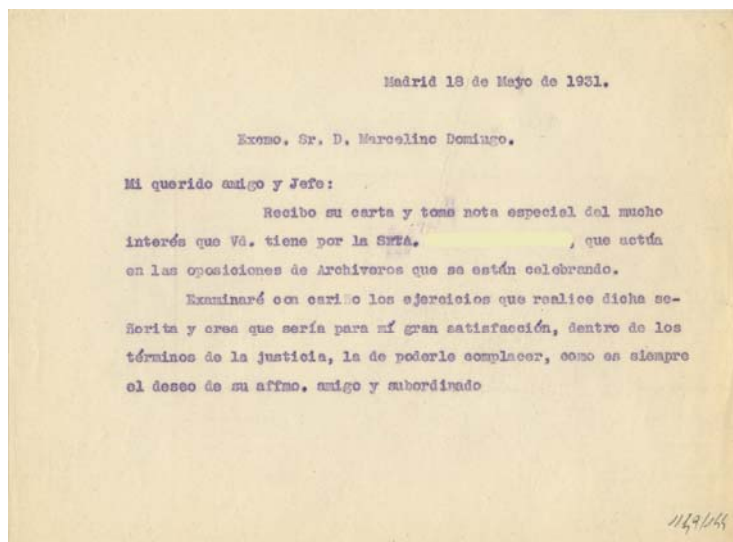 Madrid 18 de Mayo de 1931.
Excmo. Sr. D. Marcelino Domingo.
Mi querido amigo y Jefe:
Recibo su carta y tomo nota especial del mucho
interés que Vd. tiene por la SRTA. , que actúa
en las oposiciones de Archiveros que se están celebrando.
Examinaré con cariño los ejercicios que realice dicha se-
ñorita y crea que sería para mí gran satisfacción, dentro de los
términos de la justicia, la de poderle complacer, como es siempre
el deseo de su affmo. amigo y subordinado
1149/144